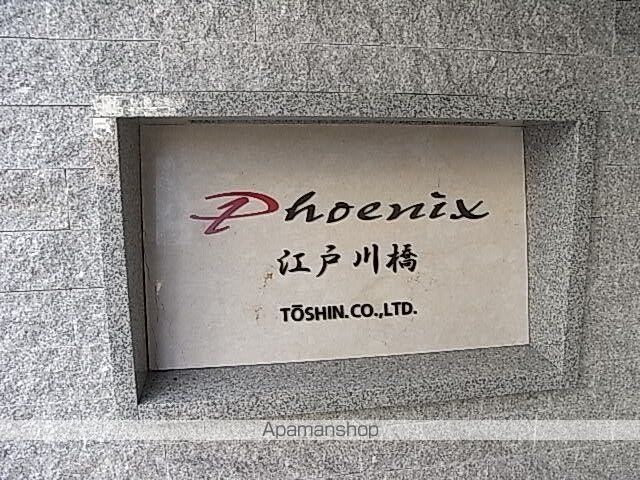 Phoenix
江戸川橋
TŌSHIN.CO.,LTD.
Apamanshop